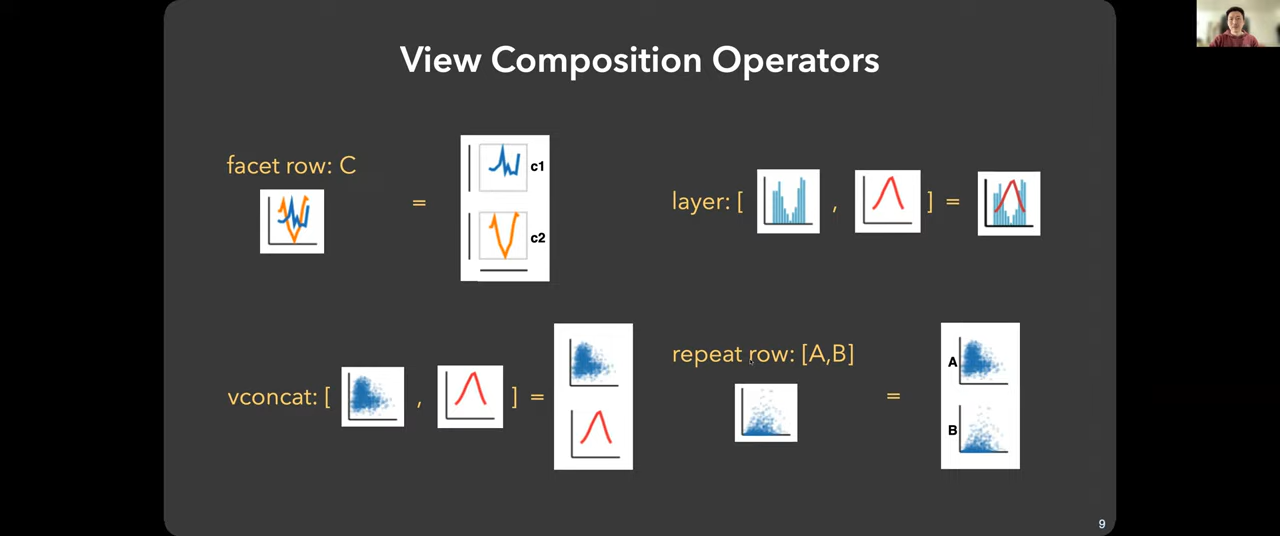 View Composition Operators
facet row: C
=
c1
c2
layer: [ , ] =
vconcat: [ , ] =
repeat row: [A,B]
=
A
B
9